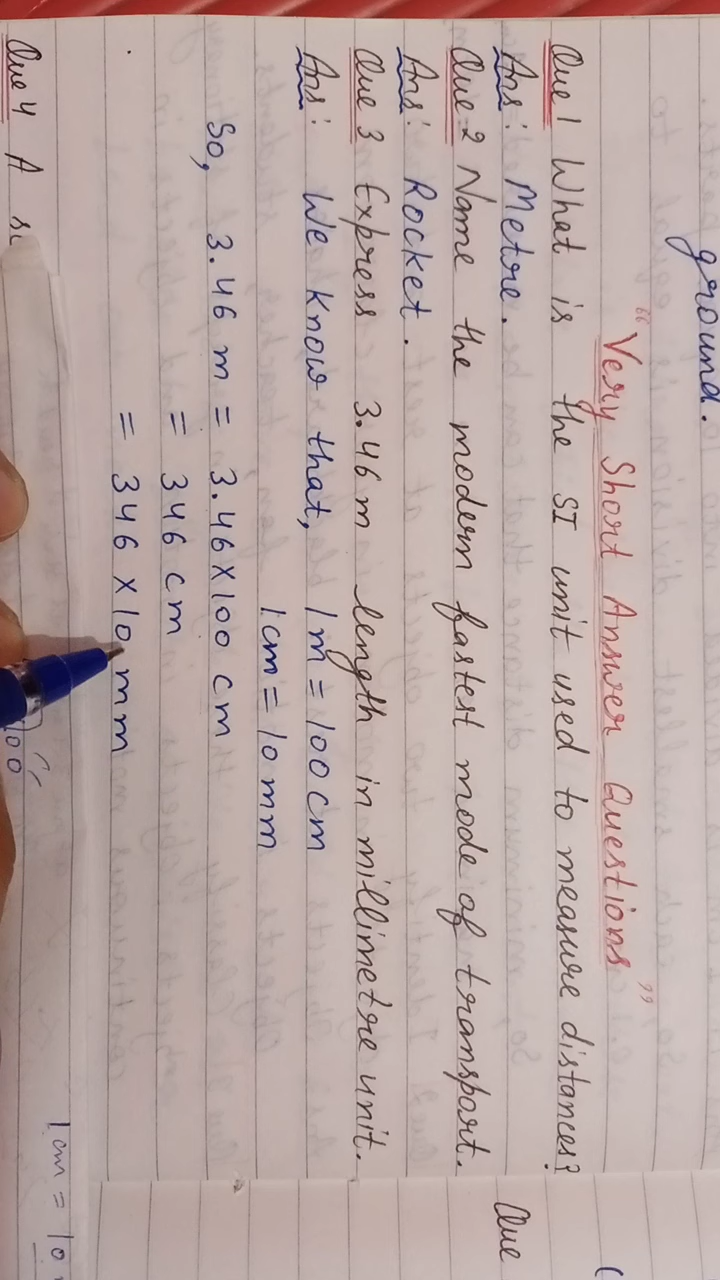 ground.
"Very Short Answer Questions"
Que 1 What is the SI unit used to measure distances?
Ans: Metre.
Que-2 Name the modern fastest mode of transport.
Ans: Rocket.
Que 3 Express 3.46 m length in millimetre unit.
Ans: We know that, 1m = 100 cm
1 cm = 10 mm
So, 3.46 m = 3.46 × 100 cm
= 346 cm
= 346 × 10 mm
Que 4 A
Que
1 cm = 10